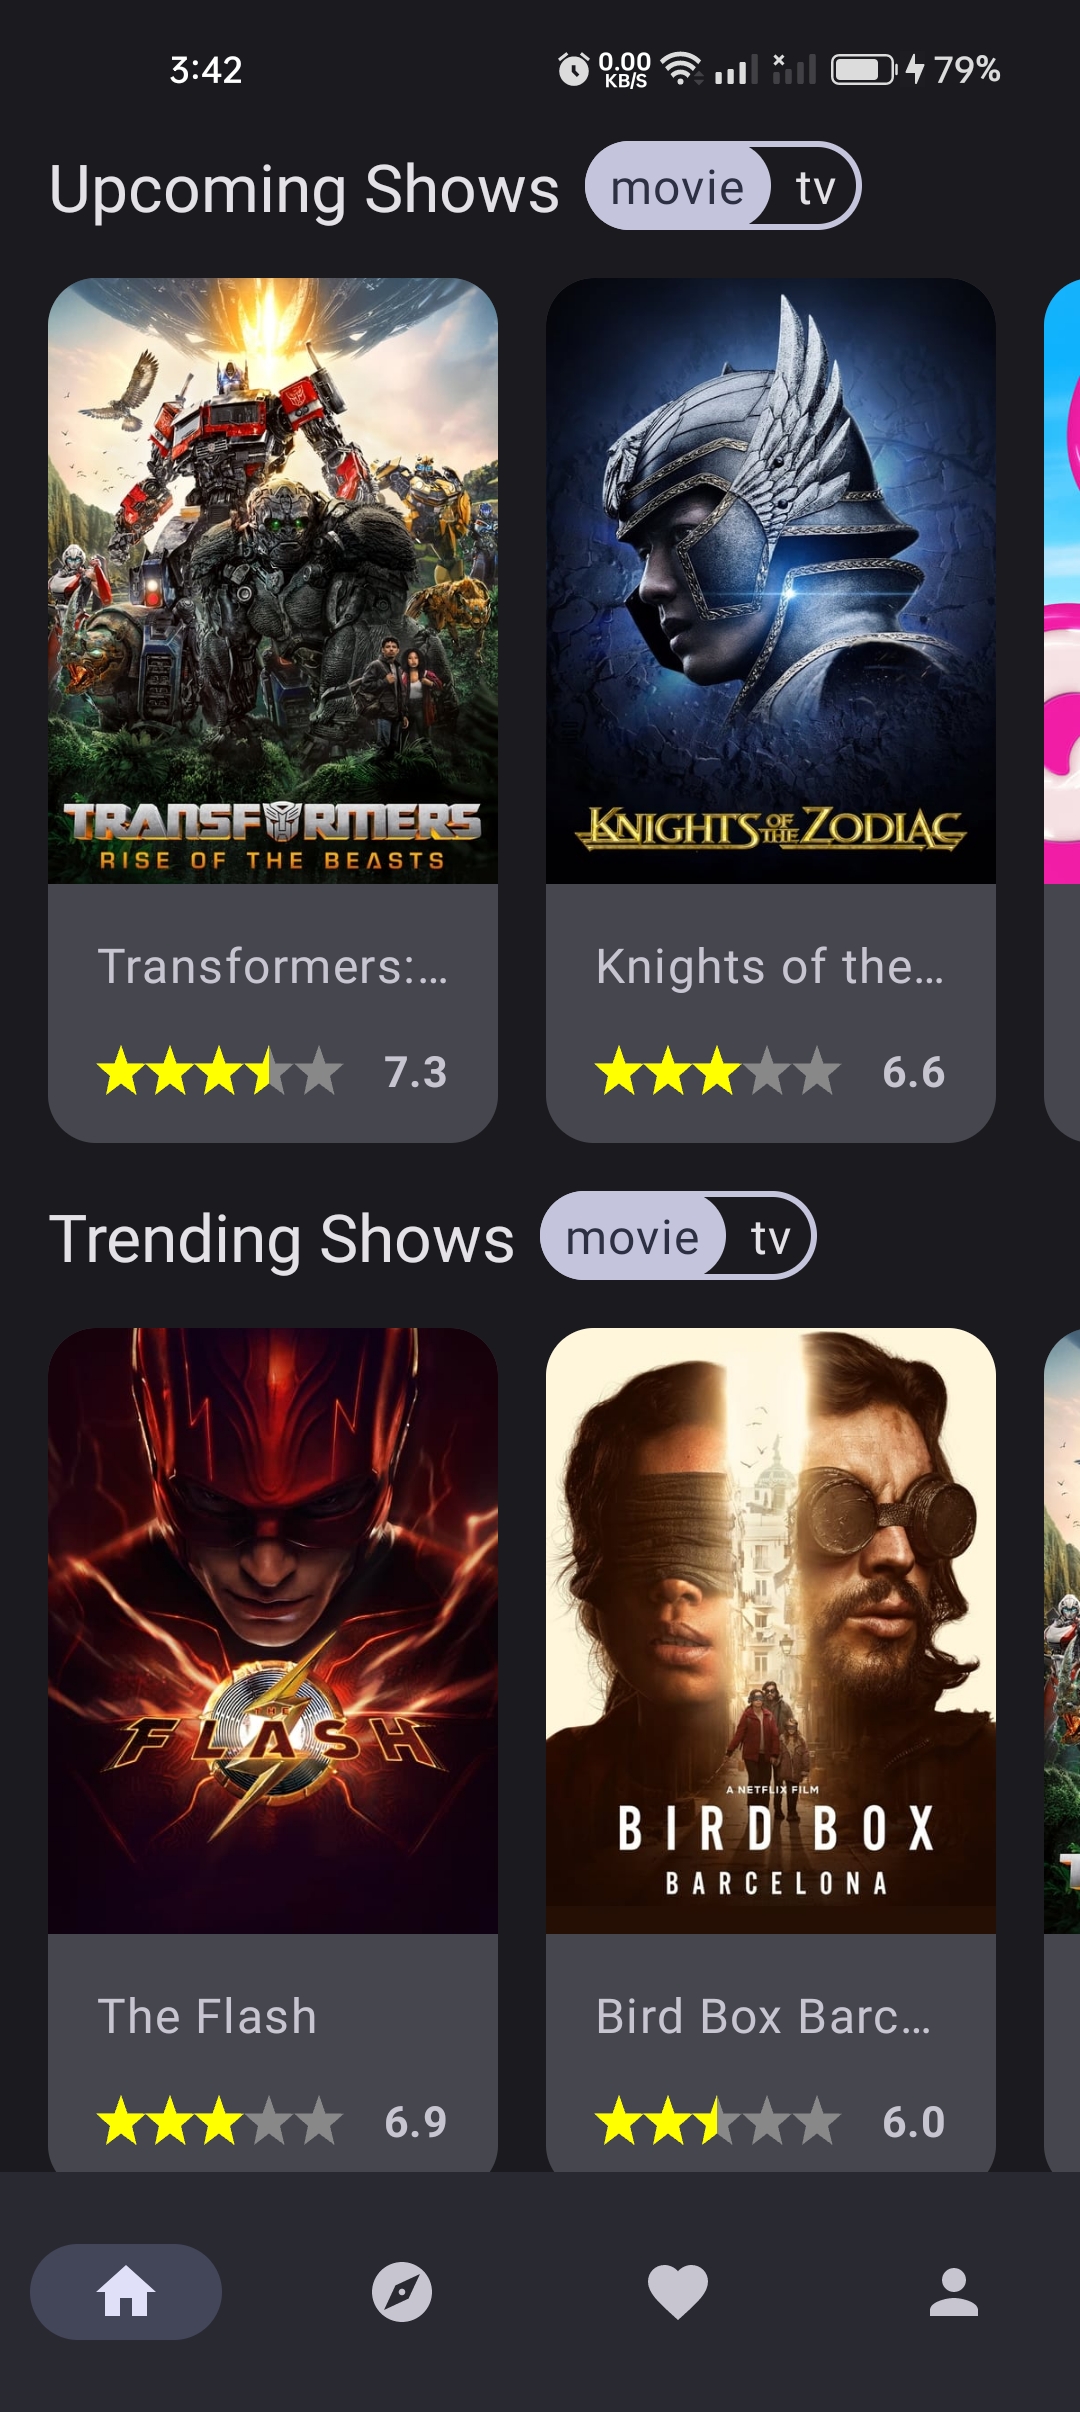 3:42
0.00
KB/S
79%
Upcoming Shows
movie
tv
TRANSFORMERS
RISE OF THE BEASTS
KNIGHTS OF THE ZODIAC
Transformers:…
Knights of the…
7.3
6.6
Trending Shows
movie
tv
THE
FLASH
A NETFLIX FILM
BIRD BOX
BARCELONA
The Flash
Bird Box Barc…
6.9
6.0